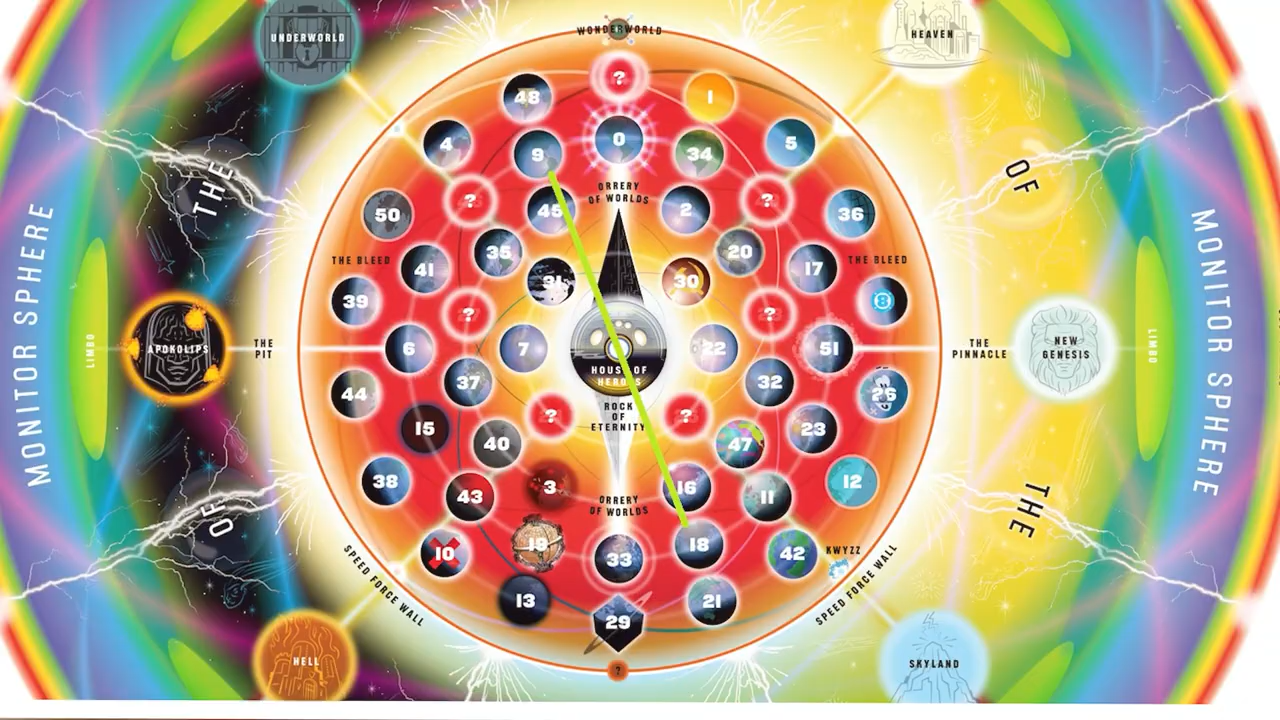 UNDERWORLD
WONDERWORLD
HEAVEN
?
48
1
4
9
0
34
5
THE
OF
?
45
ORRERY
OF WORLDS
2
?
50
36
MONITOR SPHERE
35
20
THE BLEED
41
17
THE BLEED
MONITOR SPHERE
31
30
39
?
?
8
LIMBO
APOKOLIPS
THE
PIT
6
7
HOUSE OF
HEROES
22
51
THE
PINNACLE
NEW
GENESIS
LIMBO
44
37
32
26
15
?
ROCK
OF
ETERNITY
?
23
40
47
38
43
3
ORRERY
OF WORLDS
16
11
12
OF
THE
10
19
33
18
42
KWYZZ
SPEED FORCE WALL
13
29
21
SPEED FORCE WALL
HELL
?
SKYLAND